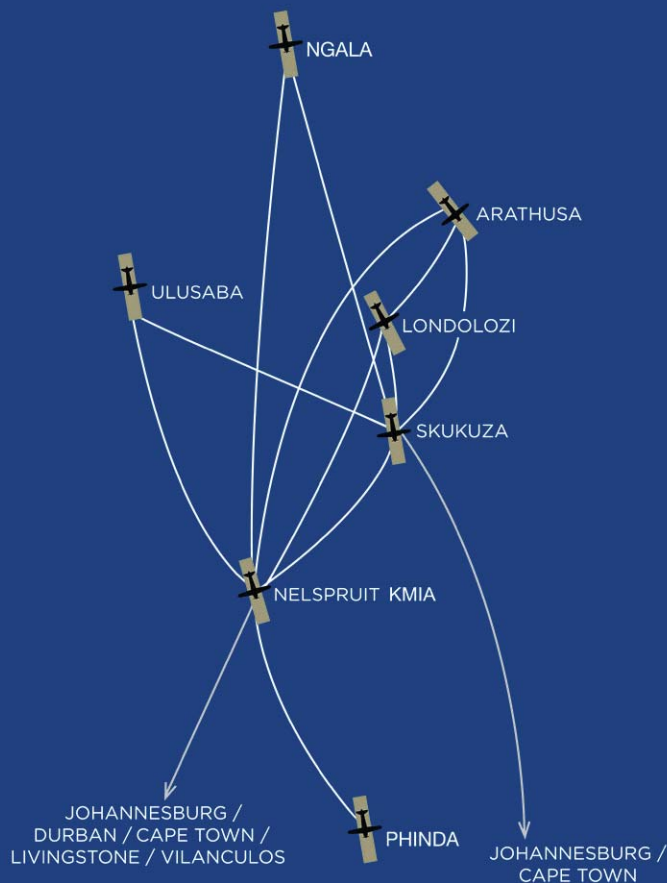 NGALA
ARATHUSA
ULUSABA
LONDOLOZI
SKUKUZA
NELSPRUIT KMIA
JOHANNESBURG /
DURBAN / CAPE TOWN /
LIVINGSTONE / VILANCULOS
PHINDA
JOHANNESBURG /
CAPE TOWN